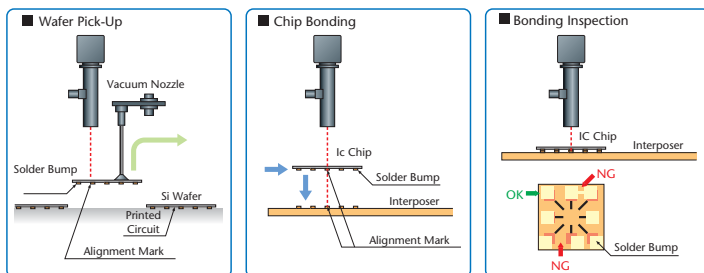 Wafer Pick-Up
Vacuum Nozzle
Solder Bump
Si Wafer
Printed
Circuit
Alignment Mark
Chip Bonding
Ic Chip
Solder Bump
Interposer
Alignment Mark
Bonding Inspection
IC Chip
Interposer
NG
OK
Solder Bump
NG